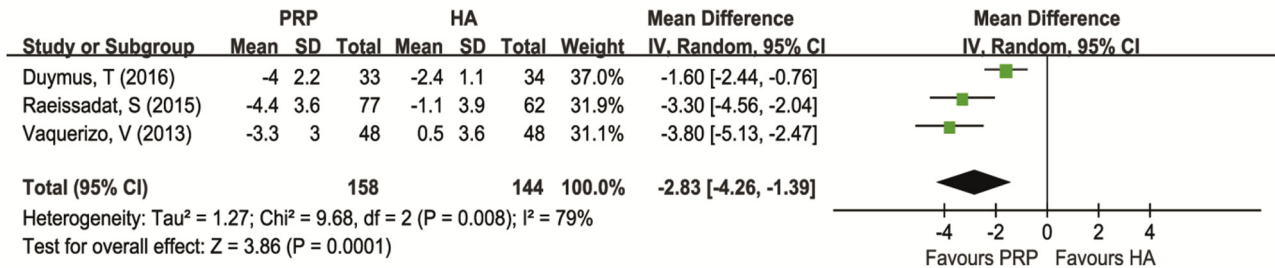 PRP HA Mean Difference Mean Difference
Study or Subgroup Mean SD Total Mean SD Total Weight IV, Random, 95% CI IV, Random, 95% CI
Duymus, T (2016) -4 2.2 33 -2.4 1.1 34 37.0% -1.60 [-2.44, -0.76]
Raeissadat, S (2015) -4.4 3.6 77 -1.1 3.9 62 31.9% -3.30 [-4.56, -2.04]
Vaquerizo, V (2013) -3.3 3 48 0.5 3.6 48 31.1% -3.80 [-5.13, -2.47]
Total (95% CI) 158 144 100.0% -2.83 [-4.26, -1.39]
Heterogeneity: Tau² = 1.27; Chi² = 9.68, df = 2 (P = 0.008); I² = 79%
Test for overall effect: Z = 3.86 (P = 0.0001)
-4 -2 0 2 4
Favours PRP Favours HA